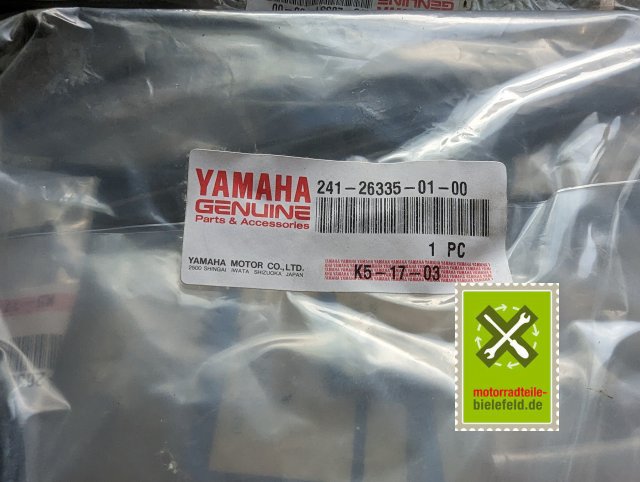 YAMAHA
GENUINE
Parts & Accessories
241-26335-01-00
1 PC
YAMAHA MOTOR CO.,LTD.
2500 SHINGAI IWATA SHIZUOKA JAPAN
K5-17-03
motorradteile-
bielefeld.de